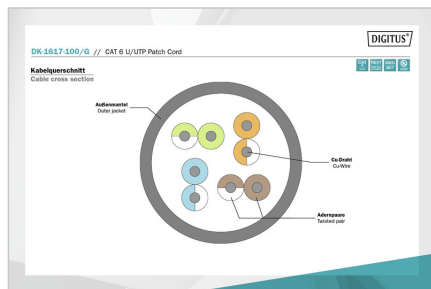 DIGITUS®
DK-1617-100/G // CAT 6 U/UTP Patch Cord
Kabelquerschnitt
Cable cross section
Außenmantel
Outer jacket
Cu-Draht
Cu-Wire
Adernpaare
Twisted pair